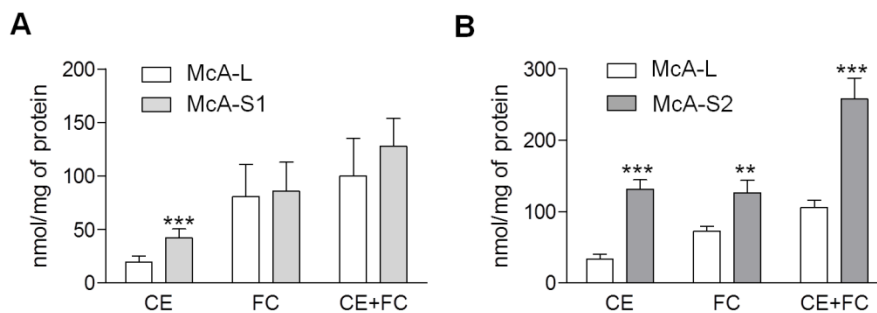 A
nmol/mg of protein
200
150
100
50
0
McA-L
McA-S1
***
CE
FC
CE+FC
B
nmol/mg of protein
300
200
100
0
McA-L
McA-S2
***
**
***
CE
FC
CE+FC